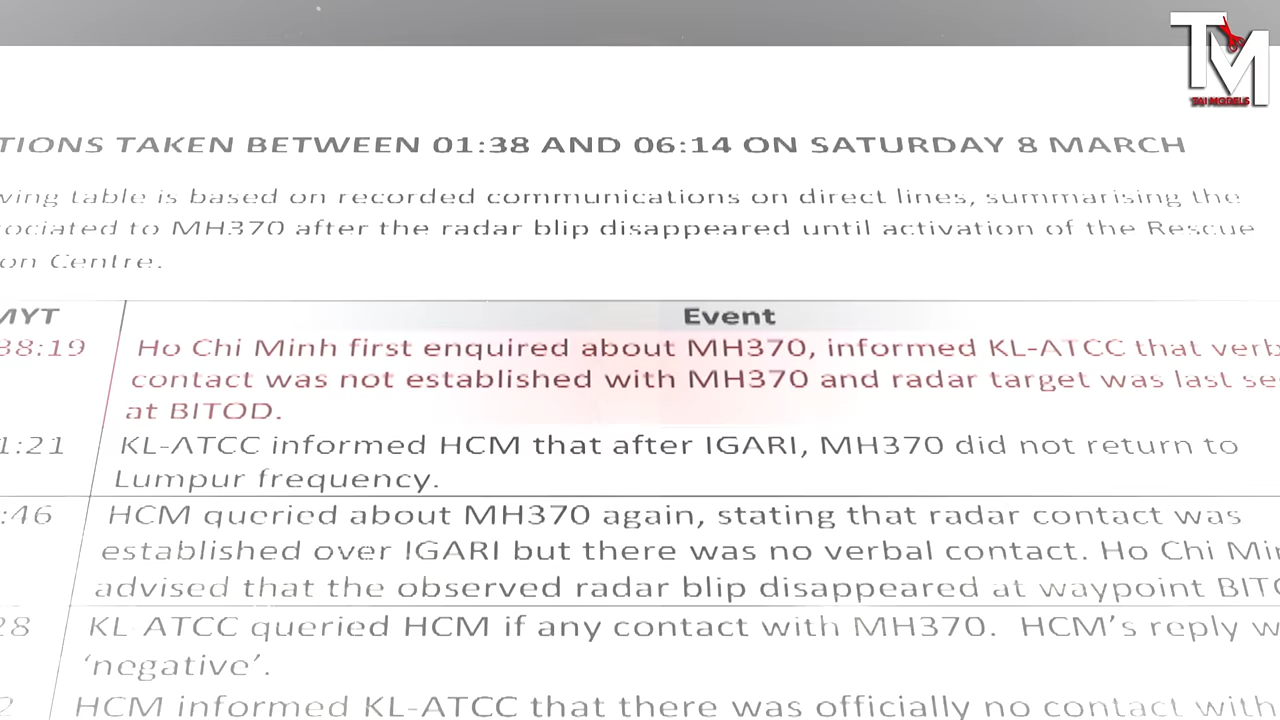 TM
TAI MODELS
TIONS TAKEN BETWEEN 01:38 AND 06:14 ON SATURDAY 8 MARCH
wing table is based on recorded communications on direct lines, summarising the
ociated to MH370 after the radar blip disappeared until activation of the Rescue
on Centre.
MYT Event
38:19 Ho Chi Minh first enquired about MH370, informed KL-ATCC that verb
contact was not established with MH370 and radar target was last se
at BITOD.
1:21 KL-ATCC informed HCM that after IGARI, MH370 did not return to
Lumpur frequency.
:46 HCM queried about MH370 again, stating that radar contact was
established over IGARI but there was no verbal contact. Ho Chi Min
advised that the observed radar blip disappeared at waypoint BITO
28 KL ATCC queried HCM if any contact with MH370. HCM's reply w
‘negative’.
2 HCM informed KL-ATCC that there was officially no contact with